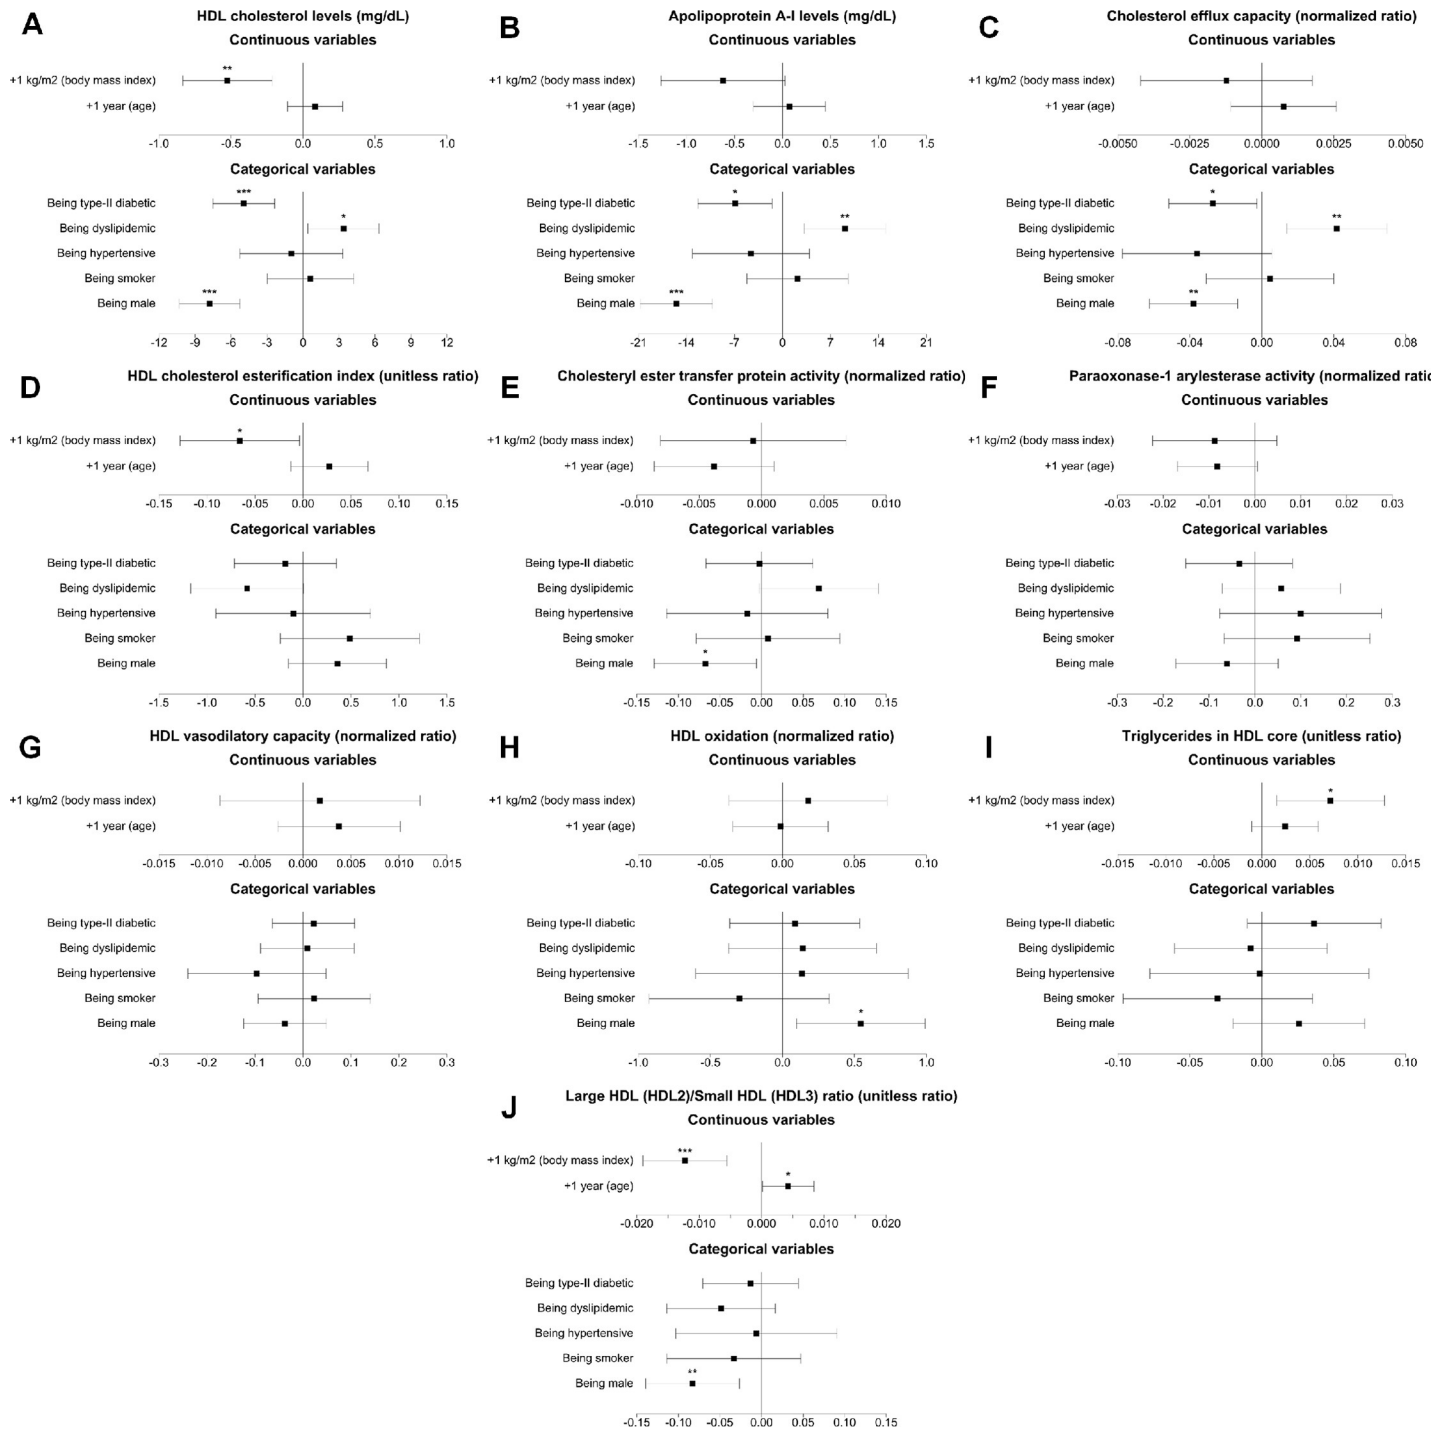 A
HDL cholesterol levels (mg/dL)
Continuous variables
**
+1 kg/m2 (body mass index)
+1 year (age)
-1.0 -0.5 0.0 0.5 1.0
Categorical variables
***
Being type-II diabetic
*
Being dyslipidemic
Being hypertensive
Being smoker
***
Being male
-12 -9 -6 -3 0 3 6 9 12
B
Apolipoprotein A-I levels (mg/dL)
Continuous variables
+1 kg/m2 (body mass index)
+1 year (age)
-1.5 -1.0 -0.5 0.0 0.5 1.0 1.5
Categorical variables
*
Being type-II diabetic
**
Being dyslipidemic
Being hypertensive
Being smoker
***
Being male
-21 -14 -7 0 7 14 21
C
Cholesterol efflux capacity (normalized ratio)
Continuous variables
+1 kg/m2 (body mass index)
+1 year (age)
-0.0050 -0.0025 0.0000 0.0025 0.0050
Categorical variables
*
Being type-II diabetic
**
Being dyslipidemic
Being hypertensive
Being smoker
**
Being male
-0.08 -0.04 0.00 0.04 0.08
D
HDL cholesterol esterification index (unitless ratio)
Continuous variables
*
+1 kg/m2 (body mass index)
+1 year (age)
-0.15 -0.10 -0.05 0.00 0.05 0.10 0.15
Categorical variables
Being type-II diabetic
Being dyslipidemic
Being hypertensive
Being smoker
Being male
-1.5 -1.0 -0.5 0.0 0.5 1.0 1.5
E
Cholesteryl ester transfer protein activity (normalized ratio)
Continuous variables
+1 kg/m2 (body mass index)
+1 year (age)
-0.010 -0.005 0.000 0.005 0.010
Categorical variables
Being type-II diabetic
Being dyslipidemic
Being hypertensive
Being smoker
*
Being male
-0.15 -0.10 -0.05 0.00 0.05 0.10 0.15
F
Paraoxonase-1 arylesterase activity (normalized ratio
Continuous variables
+1 kg/m2 (body mass index)
+1 year (age)
-0.03 -0.02 -0.01 0.00 0.01 0.02 0.03
Categorical variables
Being type-II diabetic
Being dyslipidemic
Being hypertensive
Being smoker
Being male
-0.3 -0.2 -0.1 0.0 0.1 0.2 0.3
G
HDL vasodilatory capacity (normalized ratio)
Continuous variables
+1 kg/m2 (body mass index)
+1 year (age)
-0.015 -0.010 -0.005 0.000 0.005 0.010 0.015
Categorical variables
Being type-II diabetic
Being dyslipidemic
Being hypertensive
Being smoker
Being male
-0.3 -0.2 -0.1 0.0 0.1 0.2 0.3
H
HDL oxidation (normalized ratio)
Continuous variables
+1 kg/m2 (body mass index)
+1 year (age)
-0.10 -0.05 0.00 0.05 0.10
Categorical variables
Being type-II diabetic
Being dyslipidemic
Being hypertensive
Being smoker
*
Being male
-1.0 -0.5 0.0 0.5 1.0
I
Triglycerides in HDL core (unitless ratio)
Continuous variables
*
+1 kg/m2 (body mass index)
+1 year (age)
-0.015 -0.010 -0.005 0.000 0.005 0.010 0.015
Categorical variables
Being type-II diabetic
Being dyslipidemic
Being hypertensive
Being smoker
Being male
-0.10 -0.05 0.00 0.05 0.10
J
Large HDL (HDL2)/Small HDL (HDL3) ratio (unitless ratio)
Continuous variables
***
+1 kg/m2 (body mass index)
*
+1 year (age)
-0.020 -0.010 0.000 0.010 0.020
Categorical variables
Being type-II diabetic
Being dyslipidemic
Being hypertensive
Being smoker
**
Being male
-0.15 -0.10 -0.05 0.00 0.05 0.10 0.15